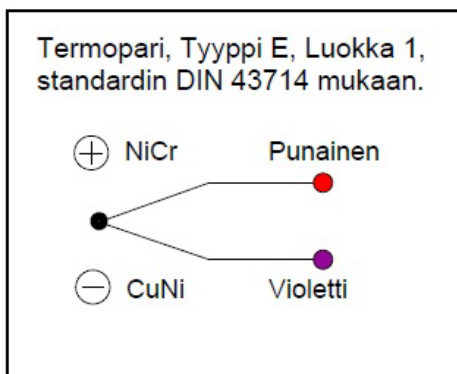 Termopari, Tyyppi E, Luokka 1,
standardin DIN 43714 mukaan.
+ NiCr Punainen
− CuNi Violetti